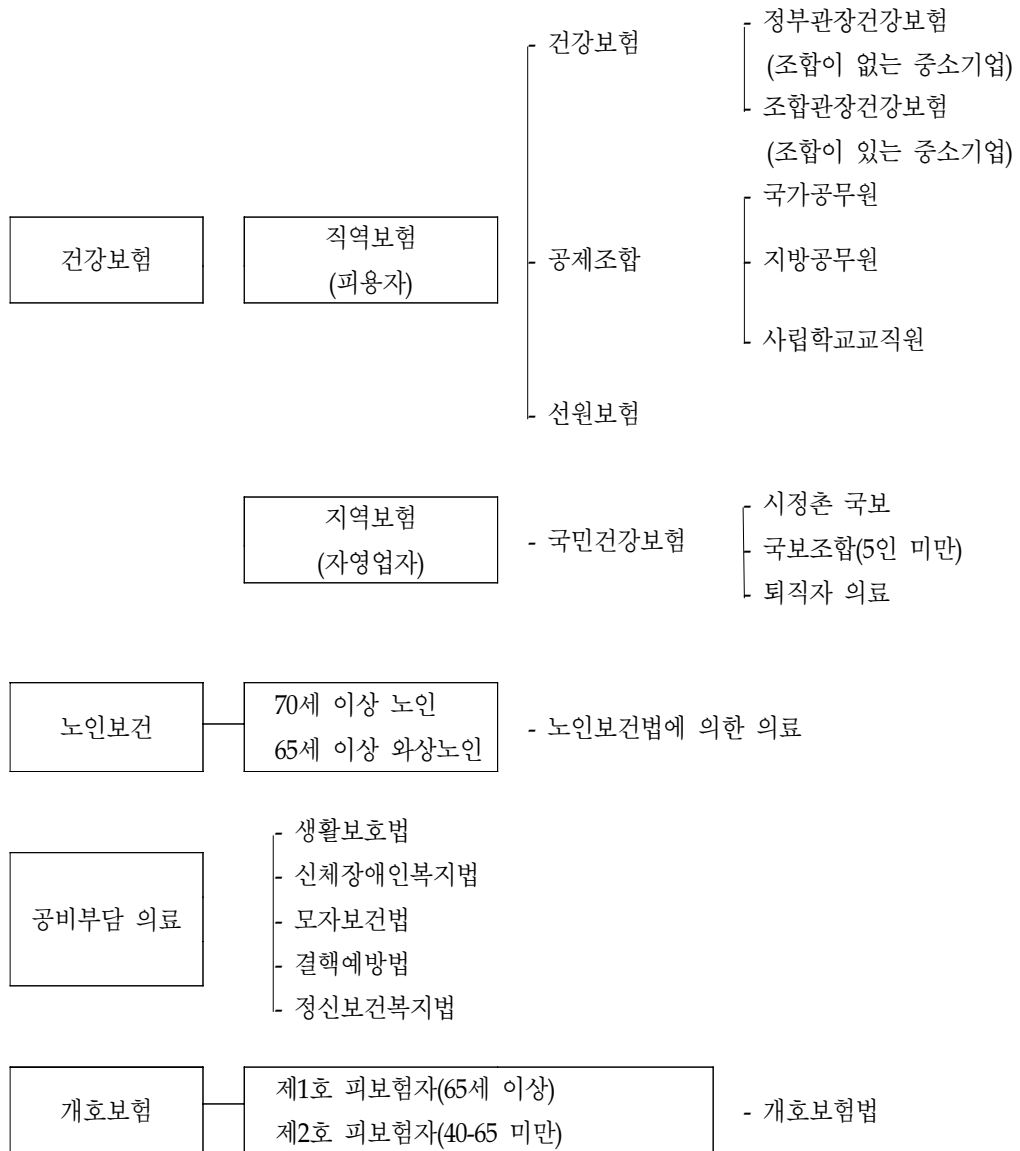 - 건강보험
- 정부관장건강보험
(조합이 없는 중소기업)
- 조합관장건강보험
(조합이 있는 중소기업)
건강보험
직역보험
(피용자)
- 공제조합
- 국가공무원
- 지방공무원
- 사립학교교직원
- 선원보험
지역보험
(자영업자)
- 국민건강보험
- 시정촌 국보
- 국보조합(5인 미만)
- 퇴직자 의료
노인보건
70세 이상 노인
65세 이상 와상노인
- 노인보건법에 의한 의료
공비부담 의료
- 생활보호법
- 신체장애인복지법
- 모자보건법
- 결핵예방법
- 정신보건복지법
개호보험
제1호 피보험자(65세 이상)
제2호 피보험자(40-65 미만)
- 개호보험법